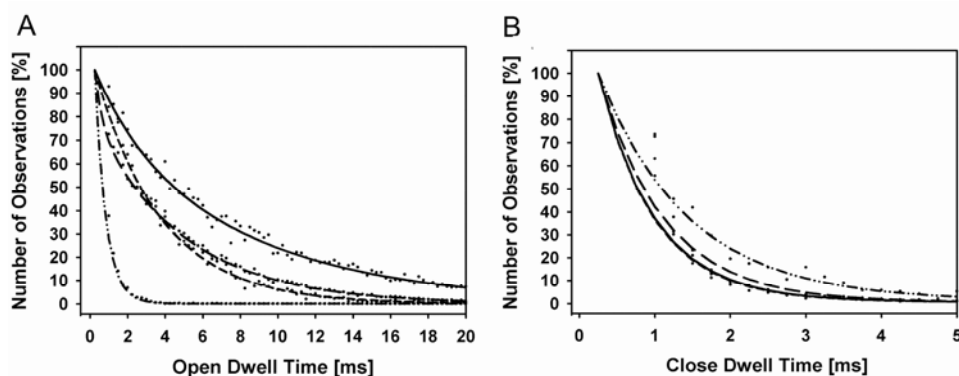 A
Number of Observations [%]
100
90
80
70
60
50
40
30
20
10
0
0 2 4 6 8 10 12 14 16 18 20
Open Dwell Time [ms]
B
Number of Observations [%]
100
90
80
70
60
50
40
30
20
10
0
0 1 2 3 4 5
Close Dwell Time [ms]